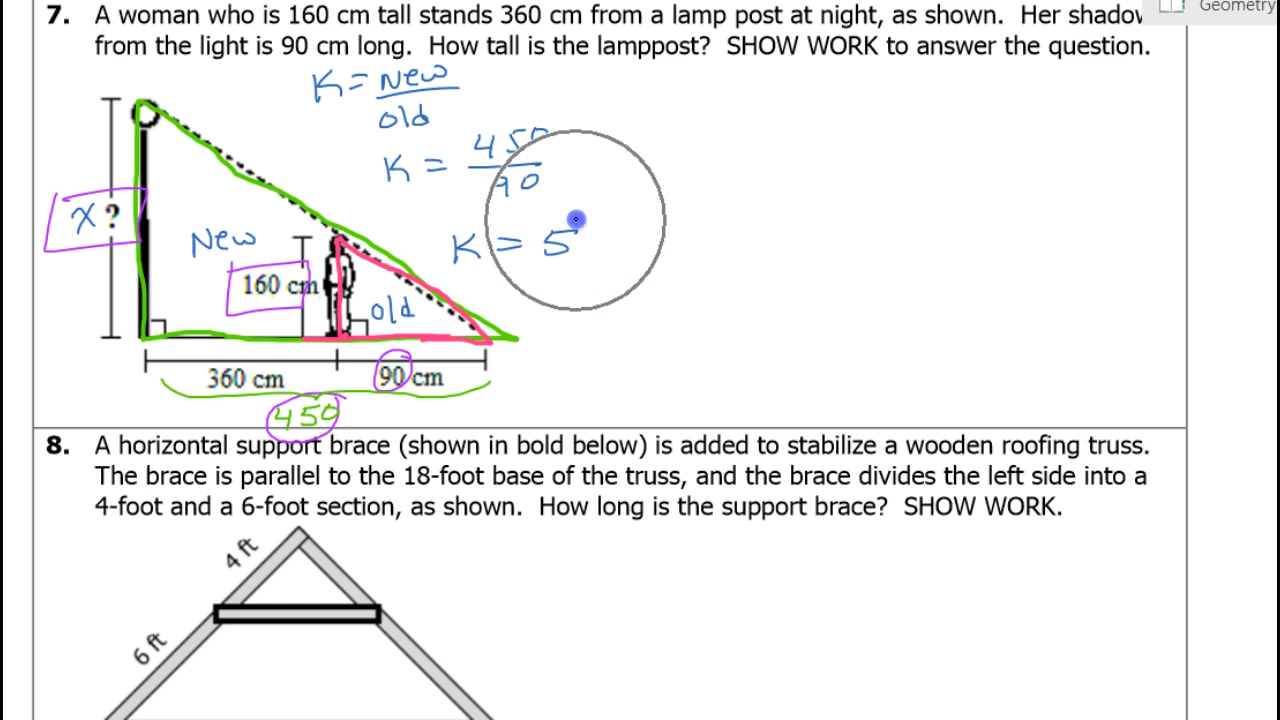 Geometry
7. A woman who is 160 cm tall stands 360 cm from a lamp post at night, as shown. Her
from the light is 90 cm long. How tall is the lamppost? SHOW WORK to answer the question.
K = New
old
K = 450
90
x ?
New
K = 5
160 cm
old
360 cm
90 cm
450
8. A horizontal support brace (shown in bold below) is added to stabilize a wooden roofing truss.
The brace is parallel to the 18-foot base of the truss, and the brace divides the left side into a
4-foot and a 6-foot section, as shown. How long is the support brace? SHOW WORK.
4 ft
6 ft